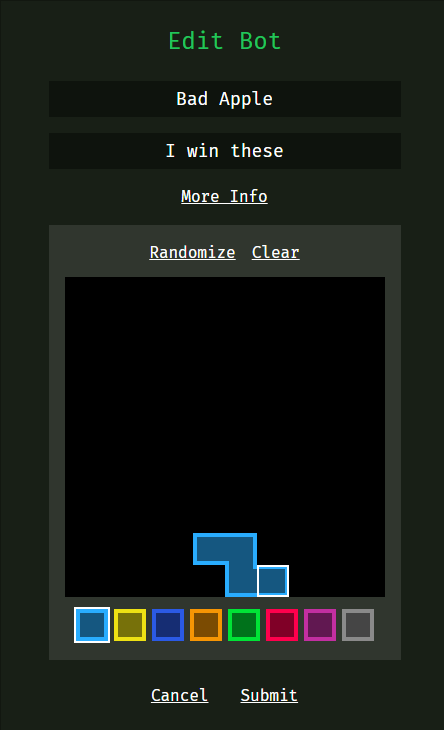 Edit Bot
Bad Apple
I win these
More Info
Randomize Clear
Cancel Submit